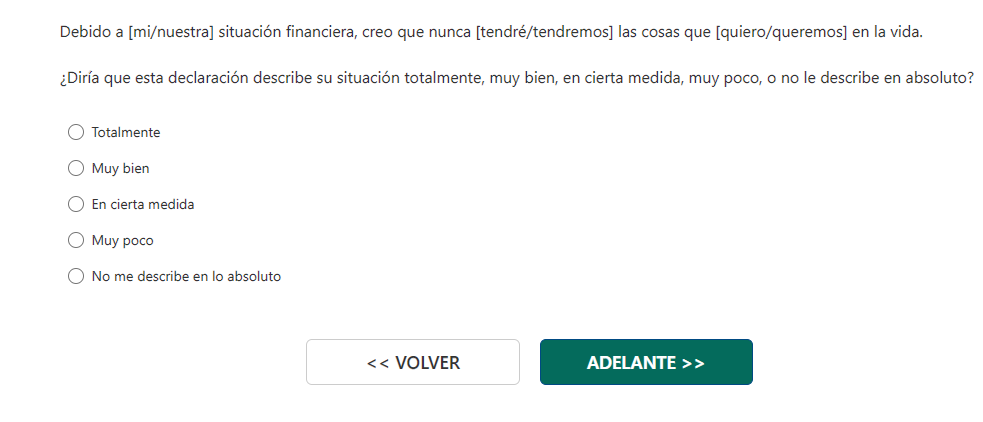 Debido a [mi/nuestra] situación financiera, creo que nunca [tendré/tendremos] las cosas que [quiero/queremos] en la vida.
¿Diría que esta declaración describe su situación totalmente, muy bien, en cierta medida, muy poco, o no le describe en absoluto?
Totalmente
Muy bien
En cierta medida
Muy poco
No me describe en lo absoluto
<< VOLVER
ADELANTE >>